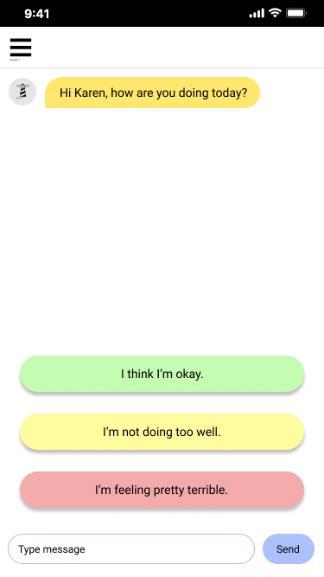 9:41
Hi Karen, how are you doing today?
I think I'm okay.
I'm not doing too well.
I'm feeling pretty terrible.
Type message
Send